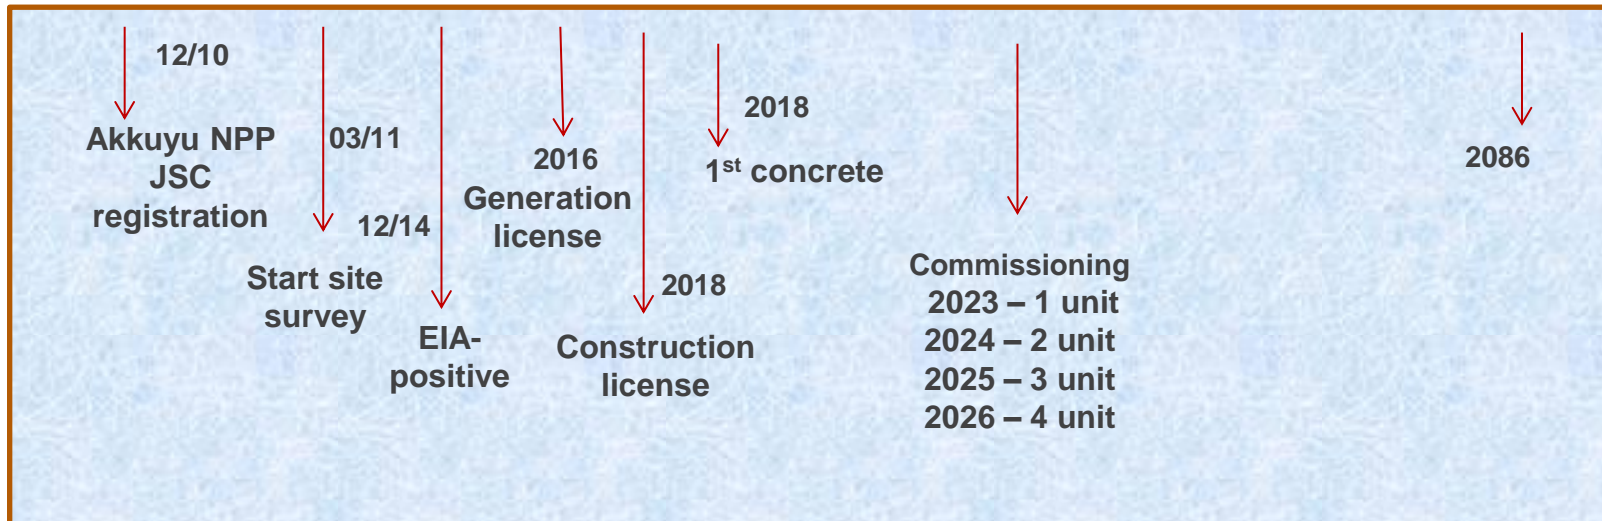 12/10
Akkuyu NPP
JSC
registration
03/11
Start site
survey
12/14
EIA-
positive
2016
Generation
license
2018
Construction
license
2018
1st concrete
Commissioning
2023 – 1 unit
2024 – 2 unit
2025 – 3 unit
2026 – 4 unit
2086